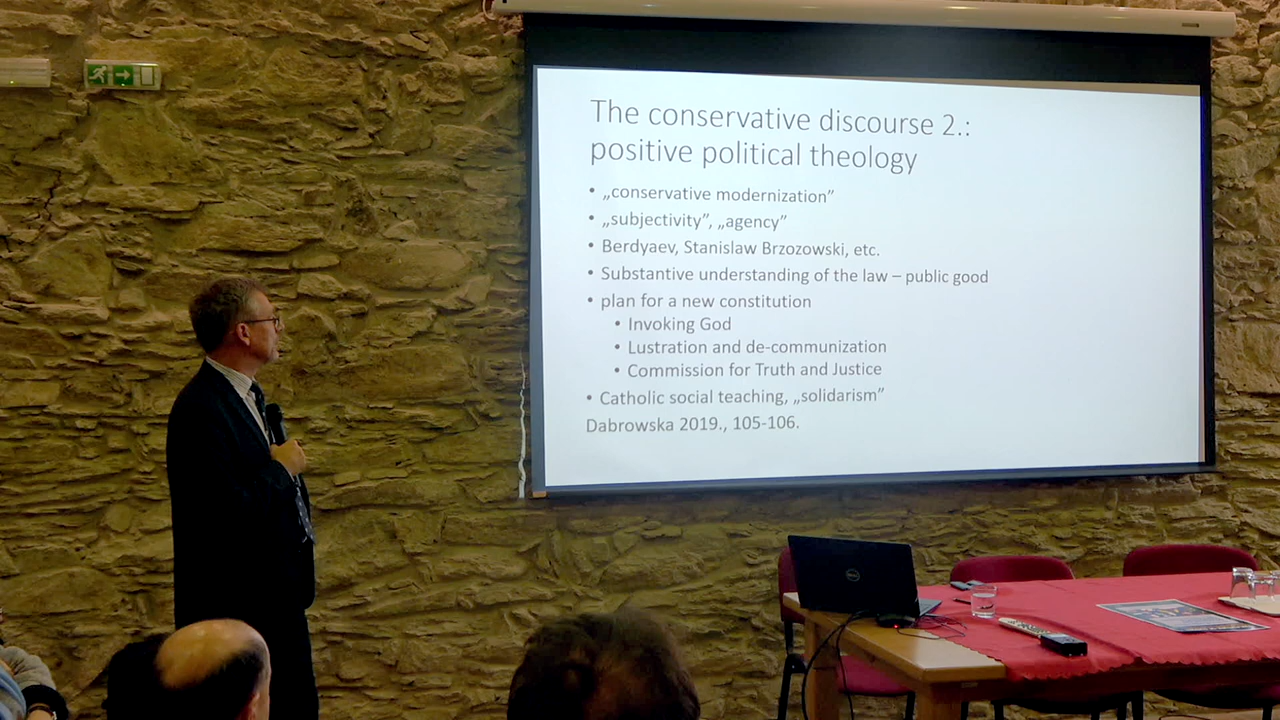 The conservative discourse 2.:
positive political theology
• „conservative modernization”
• „subjectivity”, „agency”
• Berdyaev, Stanislaw Brzozowski, etc.
• Substantive understanding of the law – public good
• plan for a new constitution
• Invoking God
• Lustration and de-communization
• Commission for Truth and Justice
• Catholic social teaching, „solidarism”
Dabrowska 2019., 105-106.
DELL